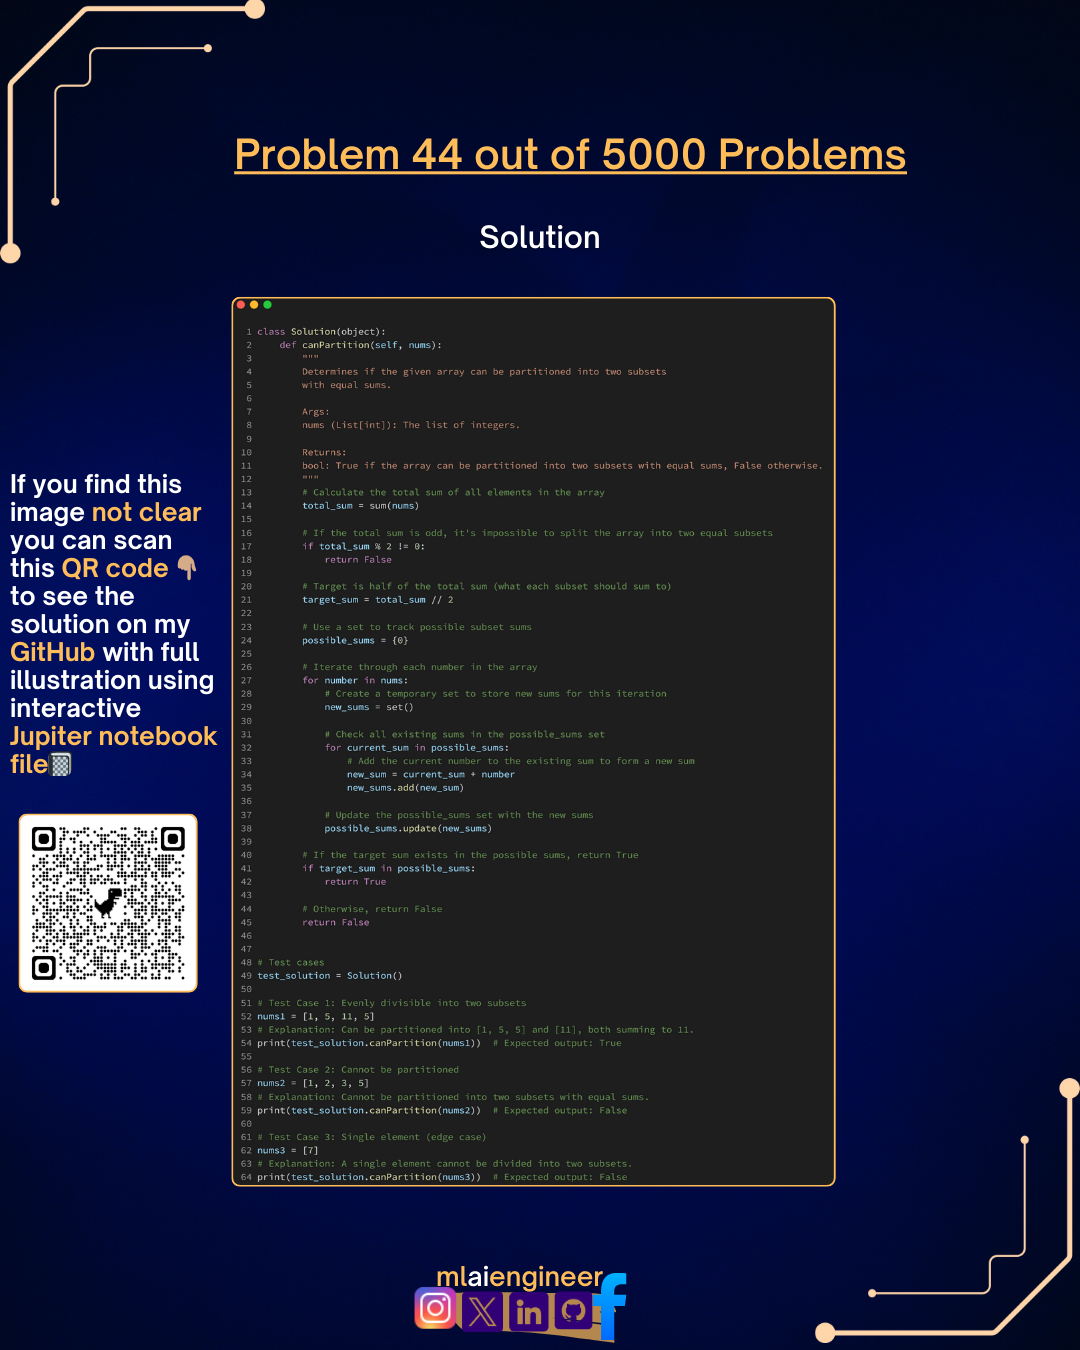 Problem 44 out of 5000 Problems
Solution
If you find this
image not clear
you can scan
this QR code
to see the
solution on my
GitHub with full
illustration using
interactive
Jupiter notebook
file
1 class Solution(object):
2     def canPartition(self, nums):
3         """
4         Determines if the given array can be partitioned into two subsets
5         with equal sums.
6
7         Args:
8         nums (List[int]): The list of integers.
9
10         Returns:
11         bool: True if the array can be partitioned into two subsets with equal sums, False otherwise.
12         """
13         # Calculate the total sum of all elements in the array
14         total_sum = sum(nums)
15
16         # If the total sum is odd, it's impossible to split the array into two equal subsets
17         if total_sum % 2 != 0:
18             return False
19
20         # Target is half of the total sum (what each subset should sum to)
21         target_sum = total_sum // 2
22
23         # Use a set to track possible subset sums
24         possible_sums = {0}
25
26         # Iterate through each number in the array
27         for number in nums:
28             # Create a temporary set to store new sums for this iteration
29             new_sums = set()
30
31             # Check all existing sums in the possible_sums set
32             for current_sum in possible_sums:
33                 # Add the current number to the existing sum to form a new sum
34                 new_sum = current_sum + number
35                 new_sums.add(new_sum)
36
37             # Update the possible_sums set with the new sums
38             possible_sums.update(new_sums)
39
40         # If the target sum exists in the possible sums, return True
41         if target_sum in possible_sums:
42             return True
43
44         # Otherwise, return False
45         return False
46
47
48 # Test cases
49 test_solution = Solution()
50
51 # Test Case 1: Evenly divisible into two subsets
52 nums1 = [1, 5, 11, 5]
53 # Explanation: Can be partitioned into [1, 5, 5] and [11], both summing to 11.
54 print(test_solution.canPartition(nums1))  # Expected output: True
55
56 # Test Case 2: Cannot be partitioned
57 nums2 = [1, 2, 3, 5]
58 # Explanation: Cannot be partitioned into two subsets with equal sums.
59 print(test_solution.canPartition(nums2))  # Expected output: False
60
61 # Test Case 3: Single element (edge case)
62 nums3 = [7]
63 # Explanation: A single element cannot be divided into two subsets.
64 print(test_solution.canPartition(nums3))  # Expected output: False
mlaiengineer